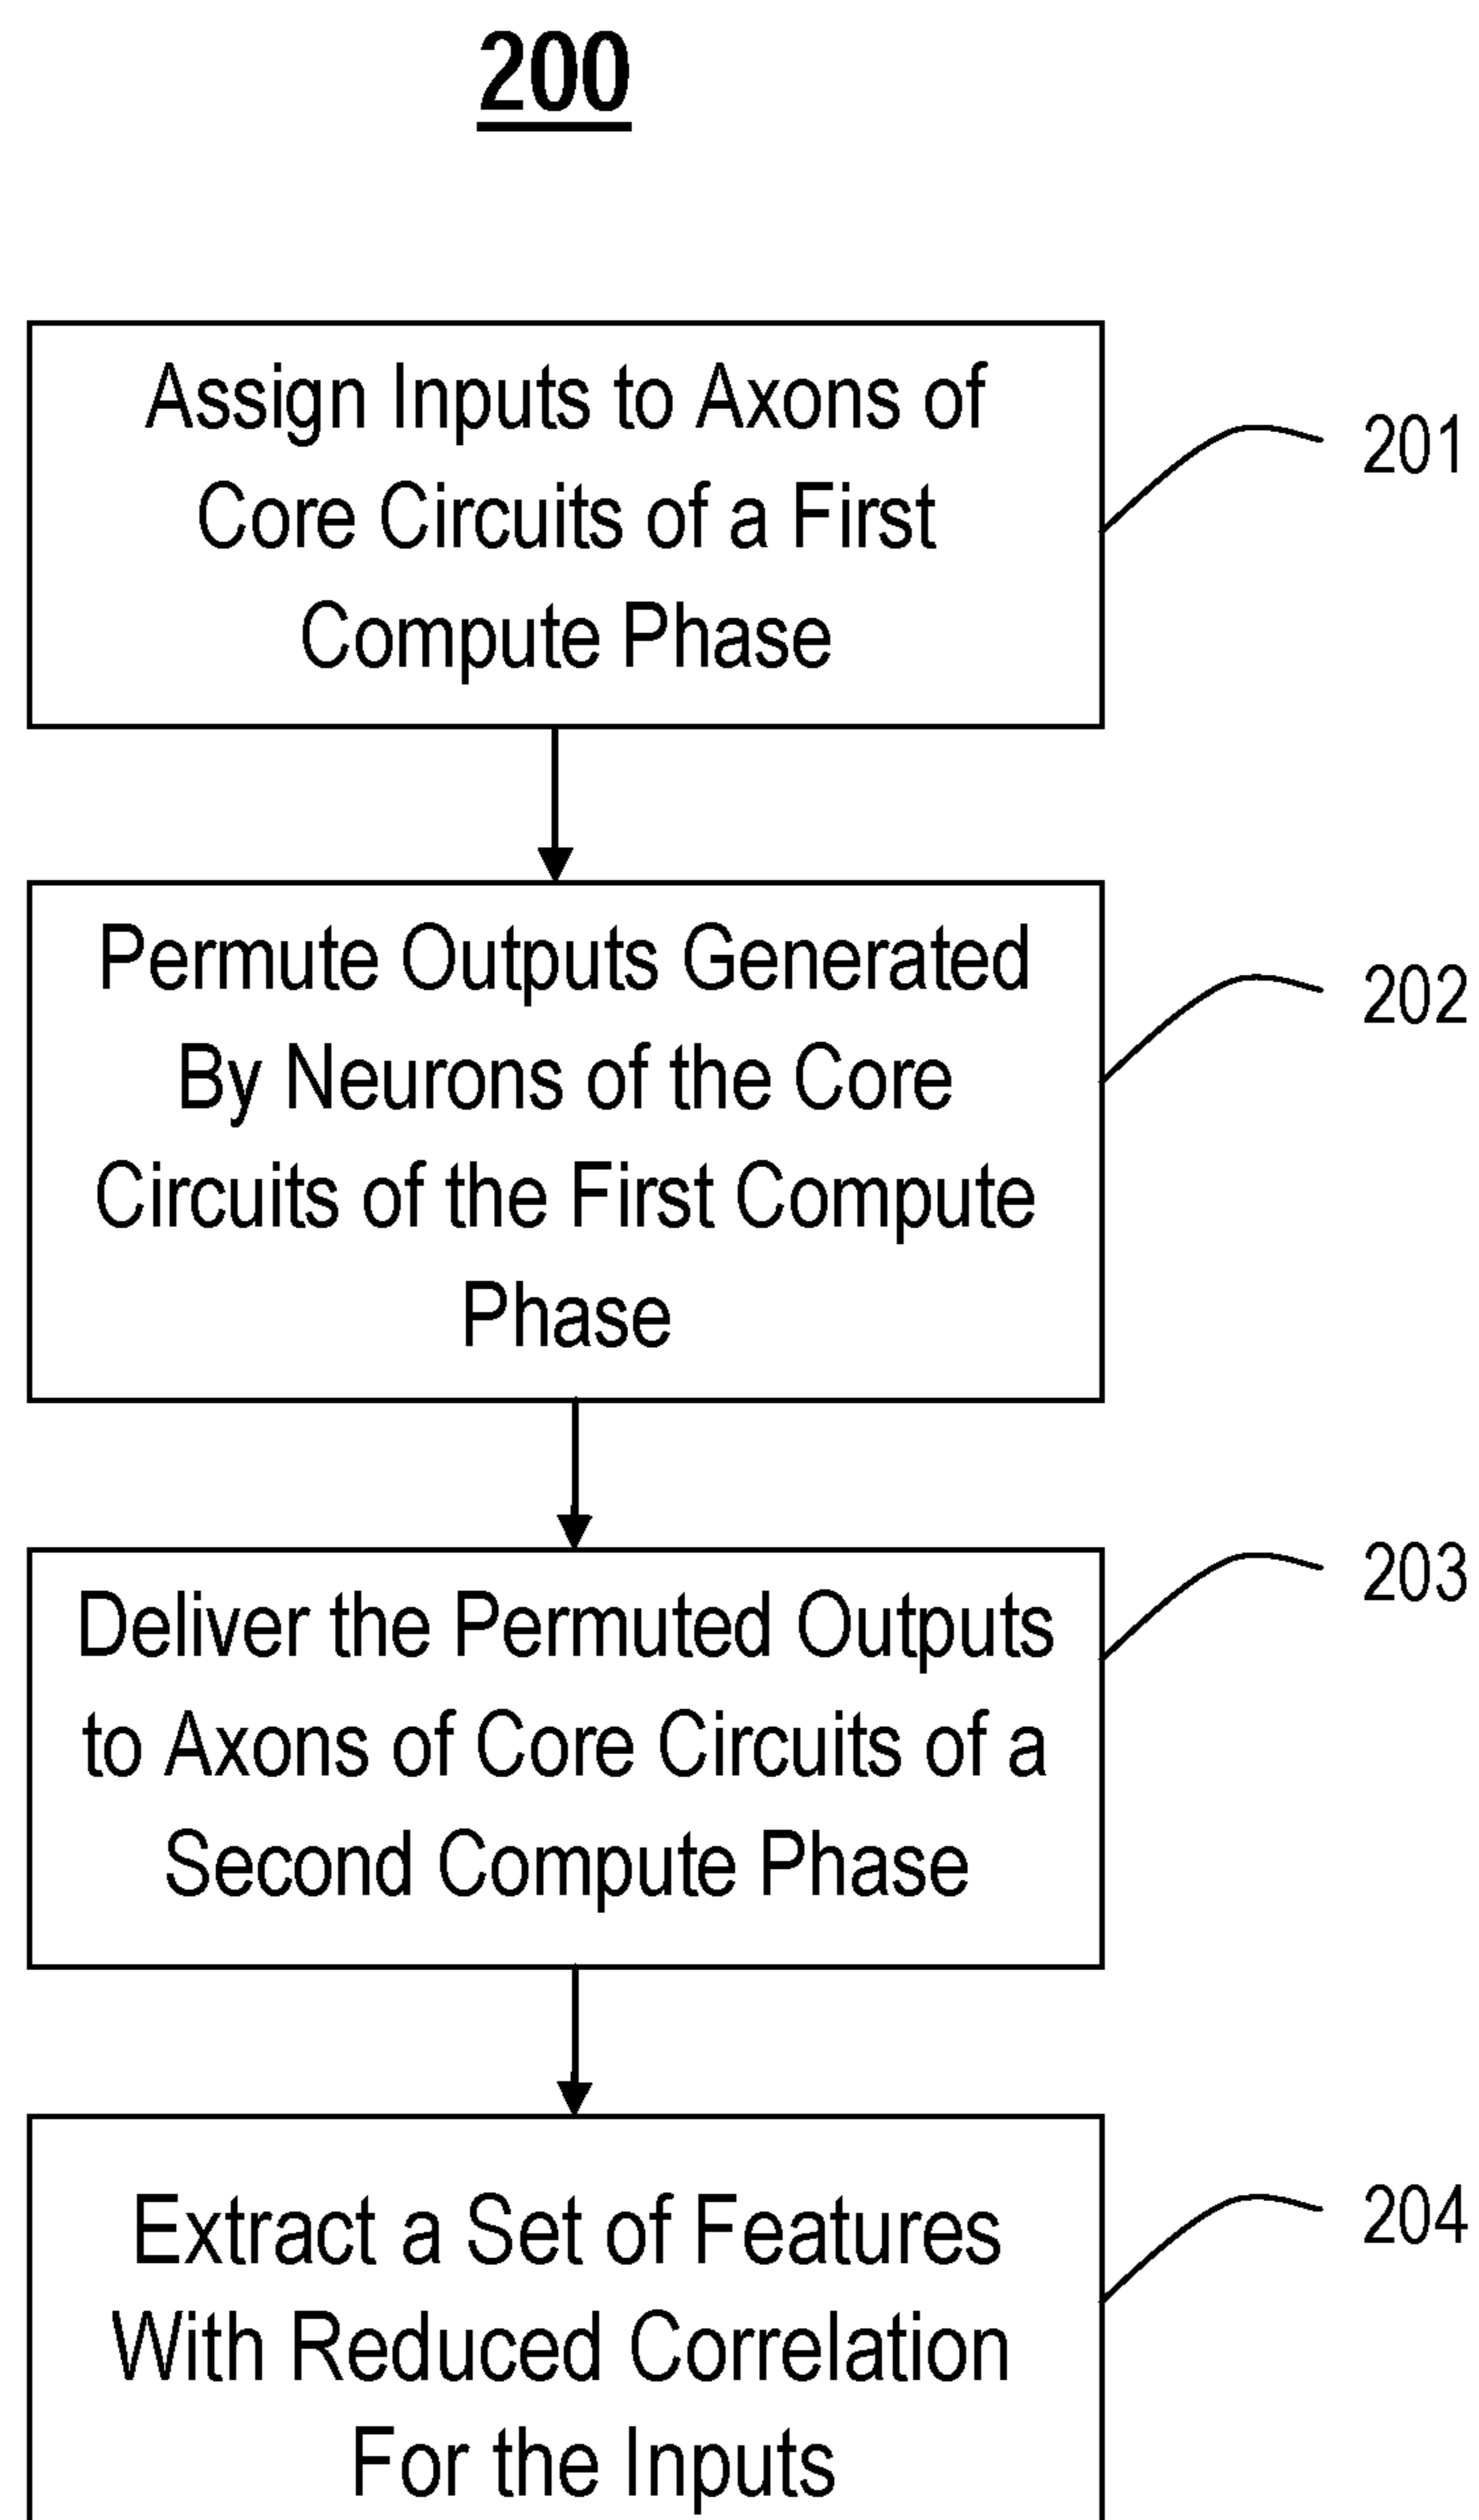 200
Assign Inputs to Axons of
Core Circuits of a First
Compute Phase
201
Permute Outputs Generated
By Neurons of the Core
Circuits of the First Compute
Phase
202
Deliver the Permuted Outputs
to Axons of Core Circuits of a
Second Compute Phase
203
Extract a Set of Features
With Reduced Correlation
For the Inputs
204